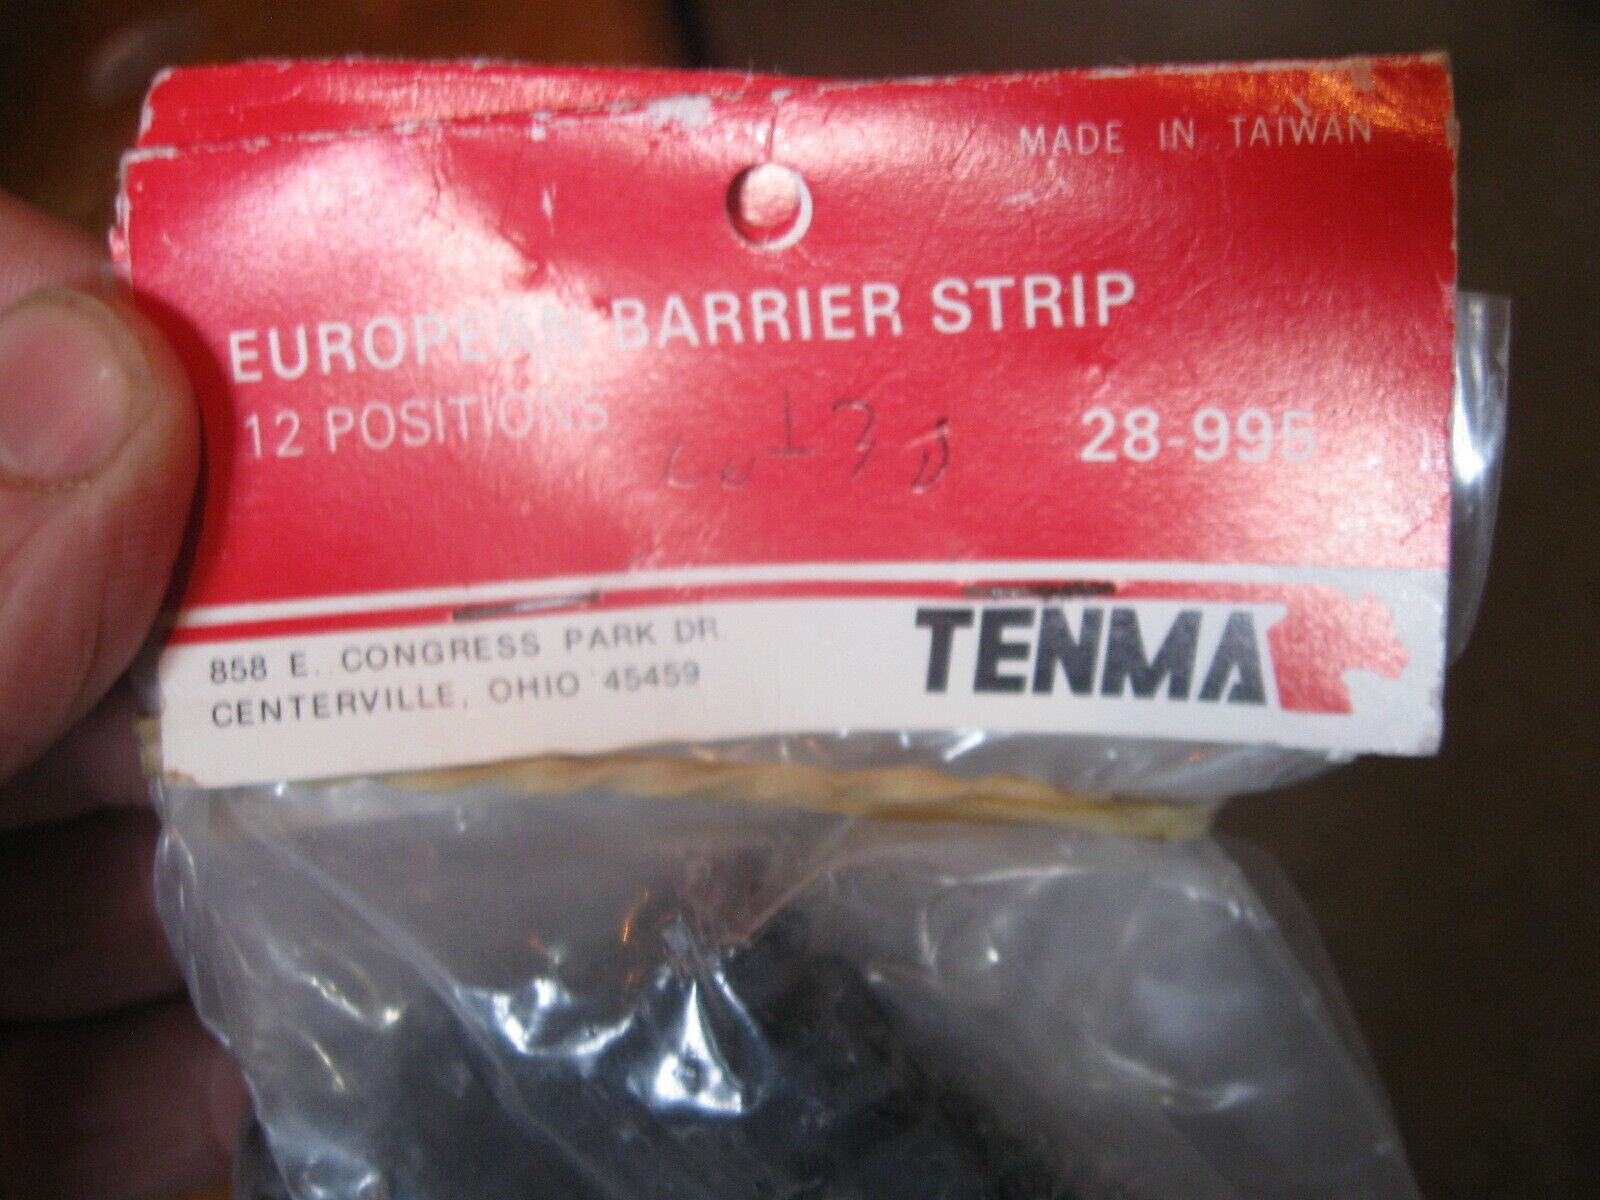 MADE IN TAIWAN
EUROPEAN BARRIER STRIP
12 POSITIONS
28-995
858 E. CONGRESS PARK DR.
CENTERVILLE, OHIO 45459
TENMA